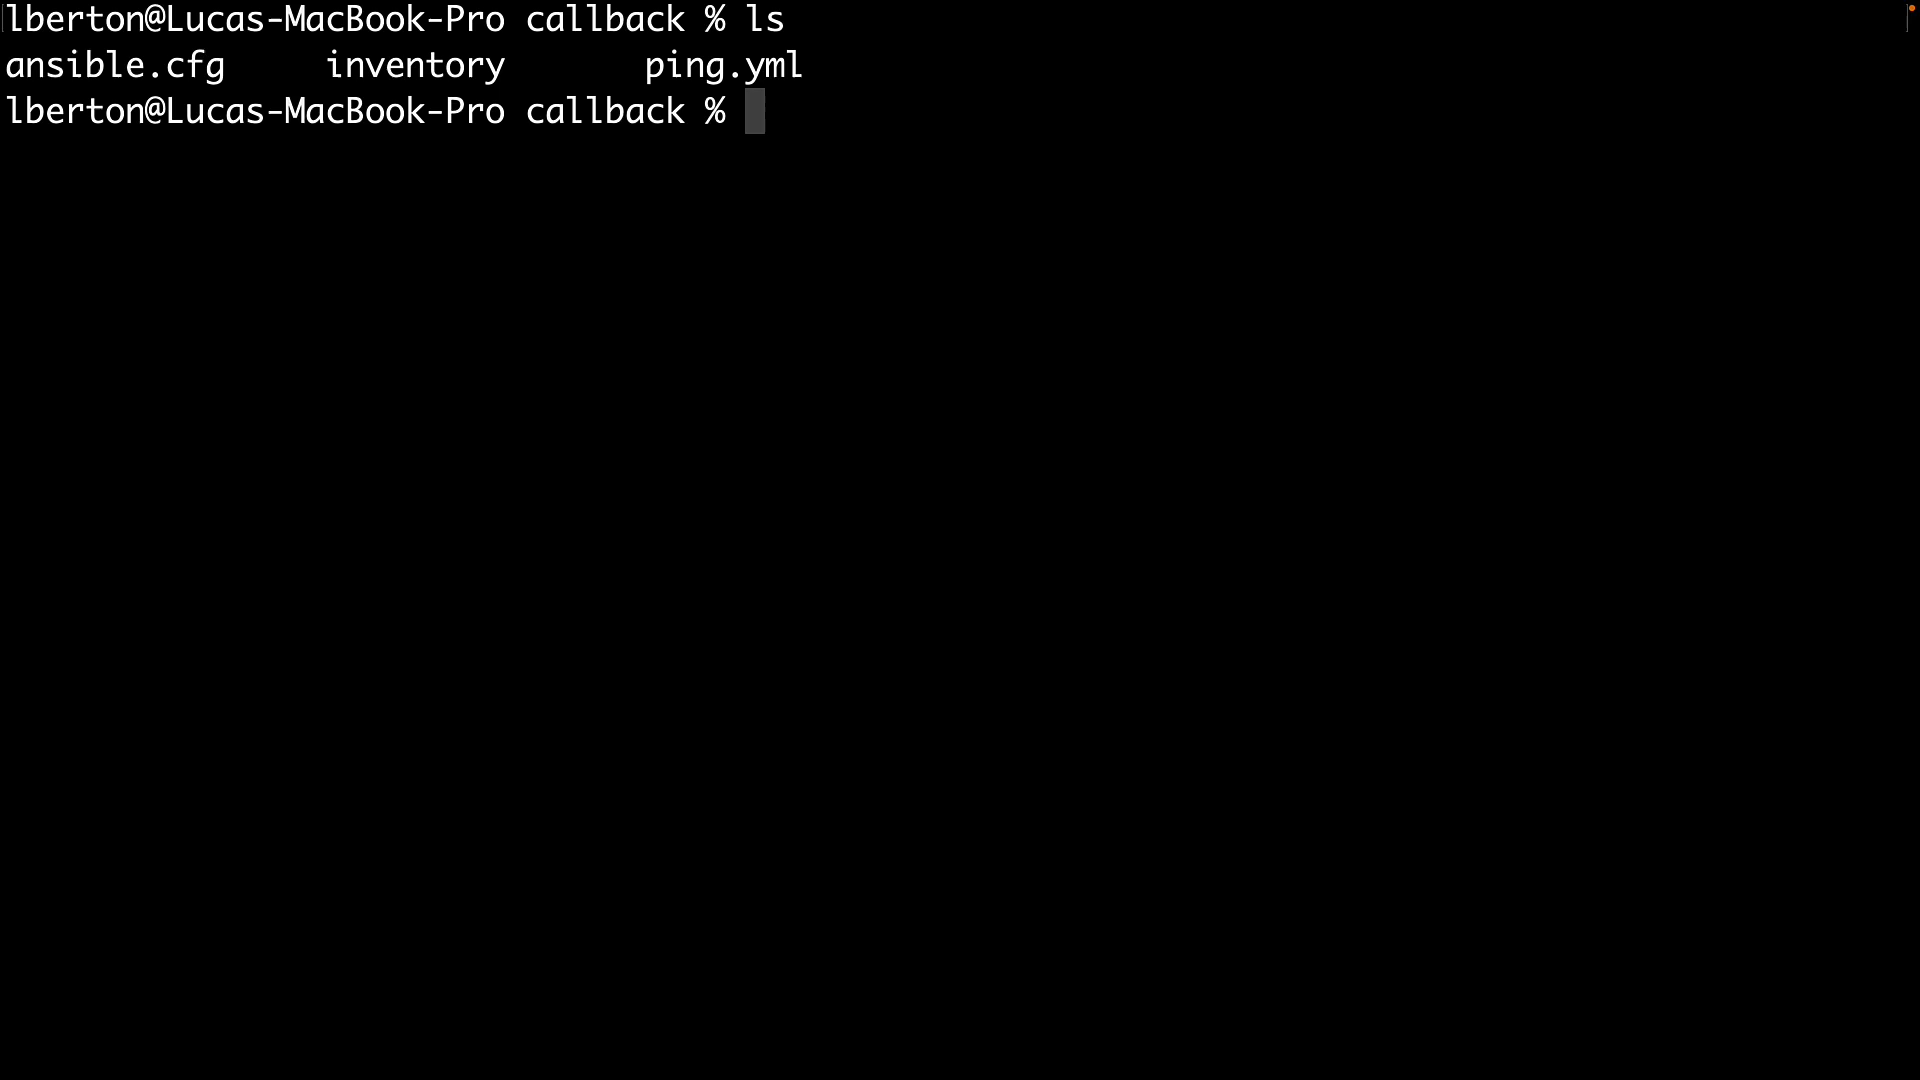 lberton@Lucas-MacBook-Pro callback % ls
ansible.cfg inventory ping.yml
lberton@Lucas-MacBook-Pro callback %